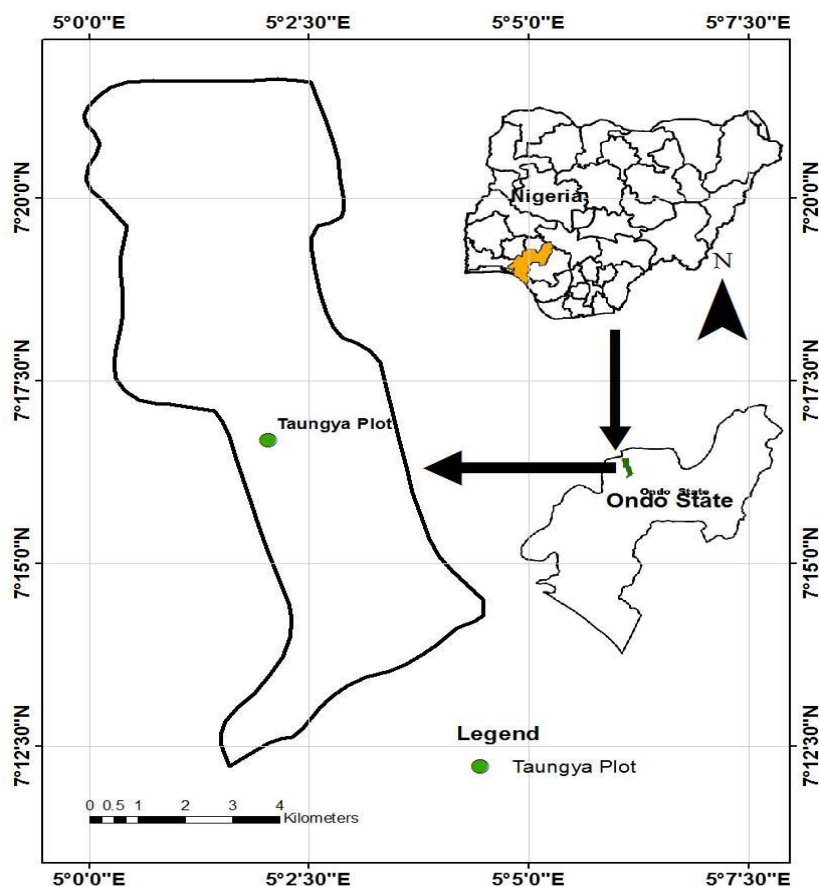 5°0'0"E 5°2'30"E 5°5'0"E 5°7'30"E
7°20'0"N 7°20'0"N
Nigeria
N
7°17'30"N 7°17'30"N
Taungya Plot
Ondo State
Ondo State
7°15'0"N 7°15'0"N
7°12'30"N 7°12'30"N
Legend
Taungya Plot
0 0.5 1 2 3 4
Kilometers
5°0'0"E 5°2'30"E 5°5'0"E 5°7'30"E